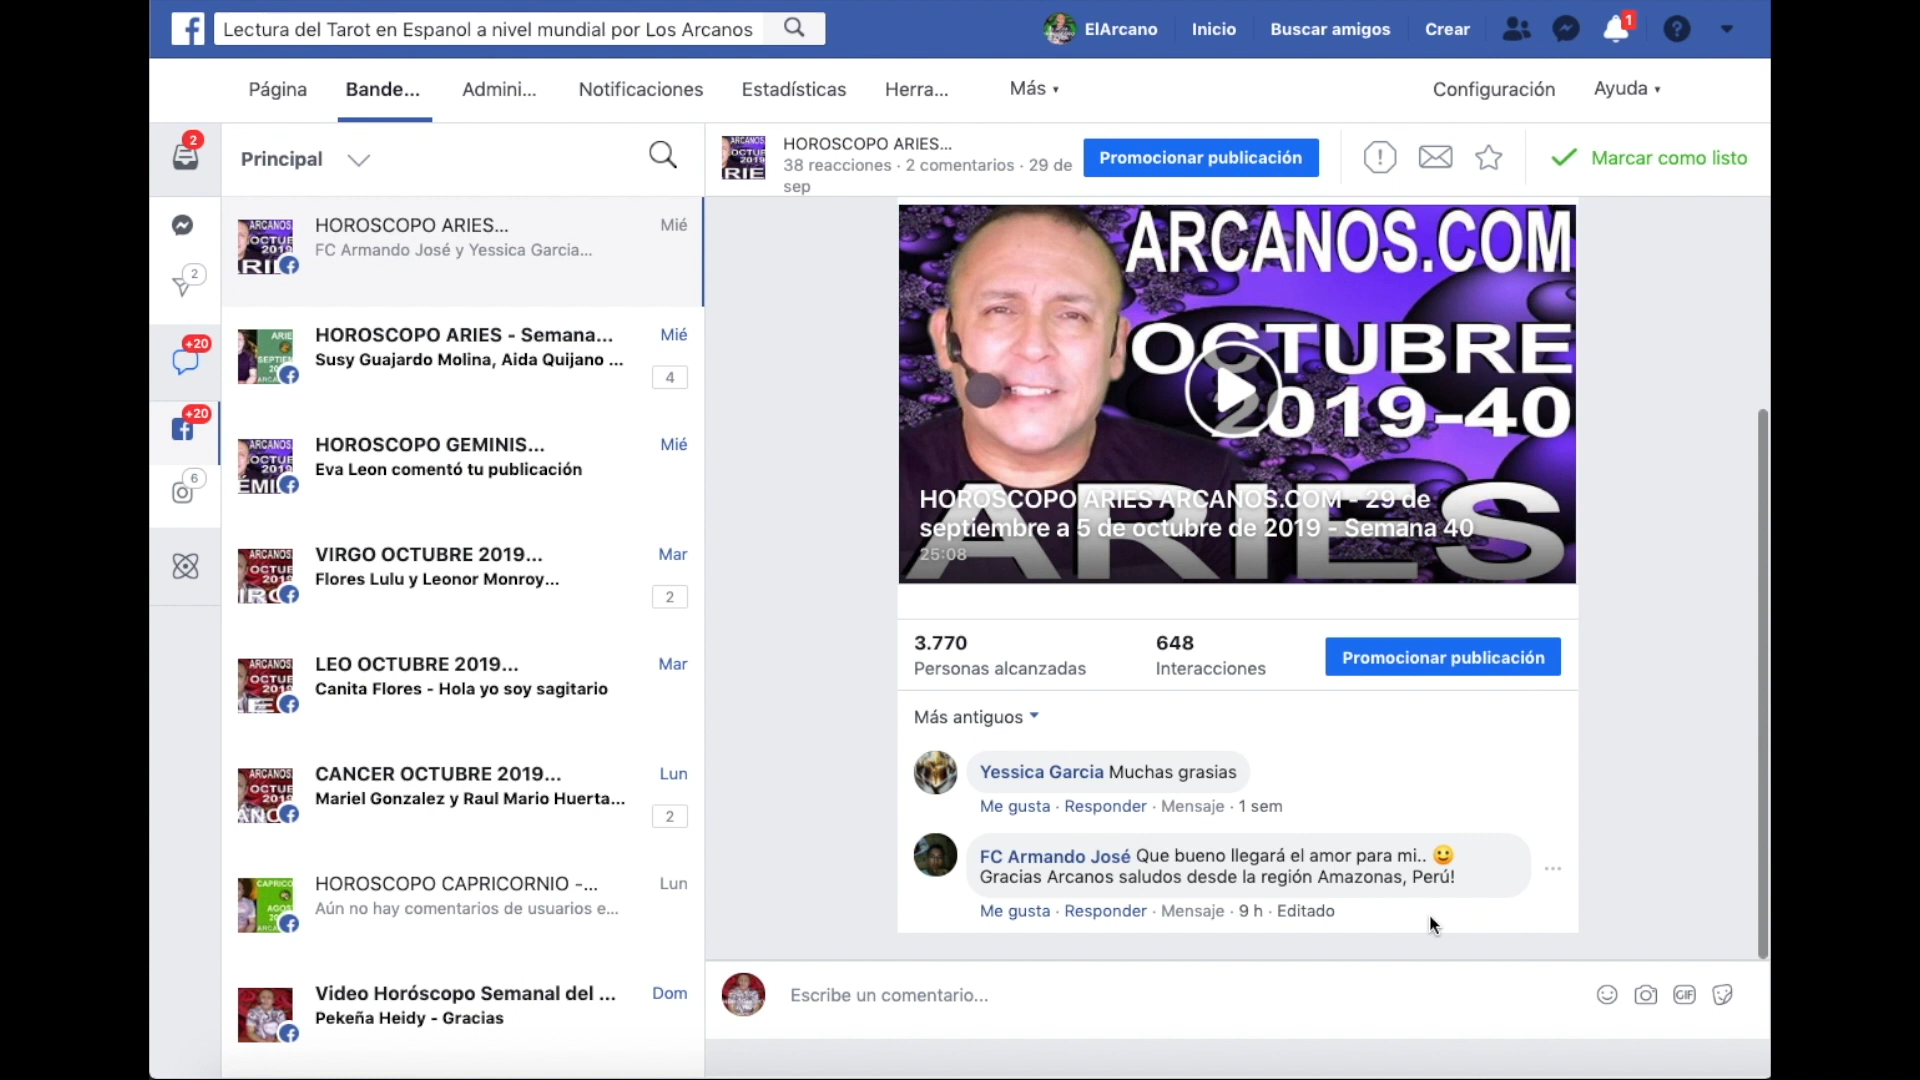 Lectura del Tarot en Espanol a nivel mundial por Los Arcanos
ElArcano
Inicio
Buscar amigos
Crear
1
Página
Bande...
Admini...
Notificaciones
Estadísticas
Herra...
Más
Configuración
Ayuda
2
Principal
HOROSCOPO ARIES...
38 reacciones · 2 comentarios · 29 de
sep
Promocionar publicación
Marcar como listo
2
+20
+20
6
HOROSCOPO ARIES...
Mié
FC Armando José y Yessica Garcia...
HOROSCOPO ARIES - Semana...
Mié
Susy Guajardo Molina, Aida Quijano ...
4
HOROSCOPO GEMINIS...
Mié
Eva Leon comentó tu publicación
VIRGO OCTUBRE 2019...
Mar
Flores Lulu y Leonor Monroy...
2
LEO OCTUBRE 2019...
Mar
Canita Flores - Hola yo soy sagitario
CANCER OCTUBRE 2019...
Lun
Mariel Gonzalez y Raul Mario Huerta...
2
HOROSCOPO CAPRICORNIO -...
Lun
Aún no hay comentarios de usuarios e...
Video Horóscopo Semanal del ...
Dom
Pekeña Heidy - Gracias
ARCANOS.COM
OCTUBRE
2019-40
ARIES
HOROSCOPO ARIES ARCANOS.COM - 29 de
septiembre a 5 de octubre de 2019 - Semana 40
25:08
3.770
Personas alcanzadas
648
Interacciones
Promocionar publicación
Más antiguos
Yessica Garcia Muchas grasias
Me gusta · Responder · Mensaje · 1 sem
FC Armando José Que bueno llegará el amor para mi.. 🙂
Gracias Arcanos saludos desde la región Amazonas, Perú!
Me gusta · Responder · Mensaje · 9 h · Editado
Escribe un comentario...
GIF